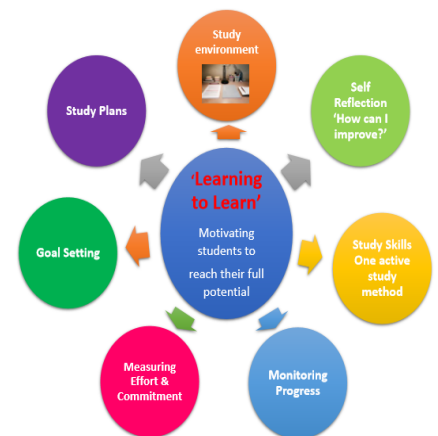 Study
environment
Self
Reflection
‘How can I
improve?’
Study Plans
‘Learning
to Learn’
Motivating
students to
reach their full
potential
Study Skills
One active
study
method
Goal Setting
Measuring
Effort &
Commitment
Monitoring
Progress